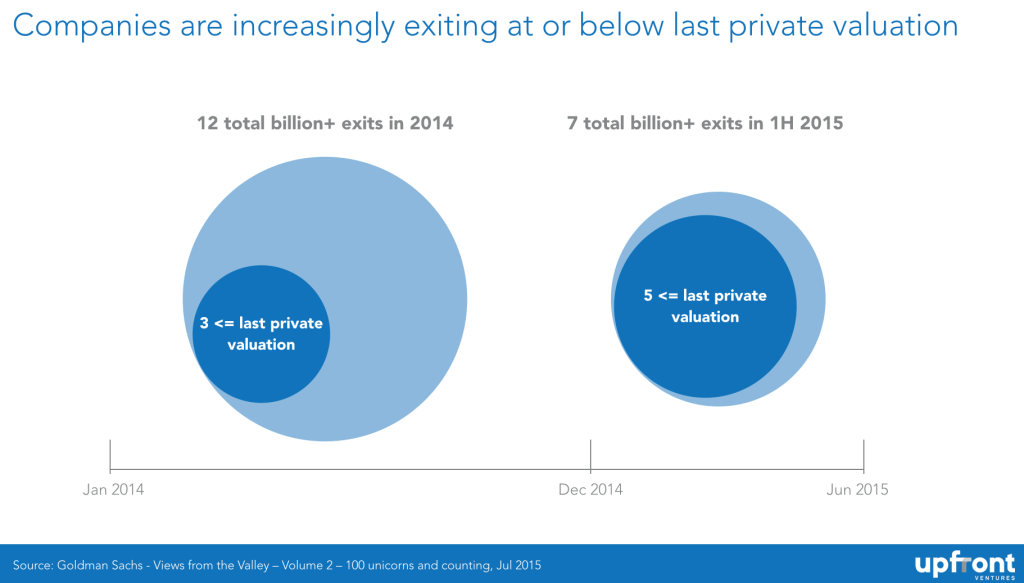 Companies are increasingly exiting at or below last private valuation
12 total billion+ exits in 2014
7 total billion+ exits in 1H 2015
3 <= last private
valuation
5 <= last private
valuation
Jan 2014
Dec 2014
Jun 2015
Source: Goldman Sachs - Views from the Valley – Volume 2 – 100 unicorns and counting, Jul 2015
upfront
VENTURES